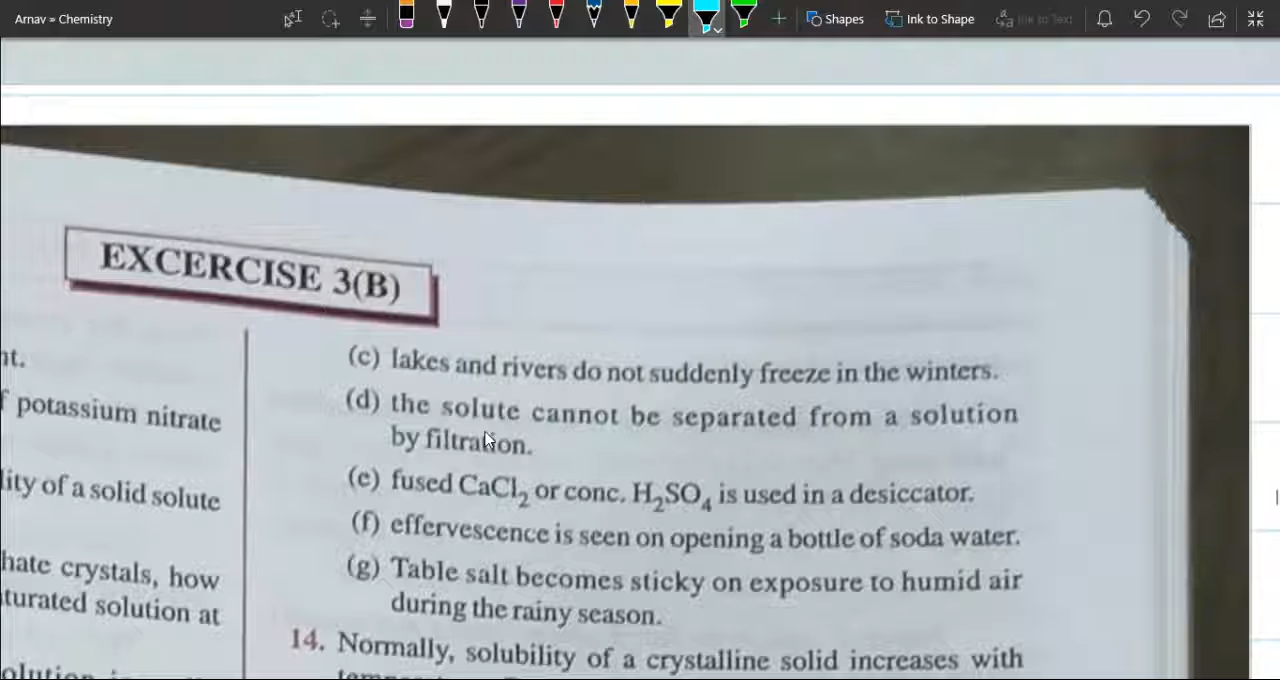 Arnav » Chemistry
Shapes
Ink to Shape
Ink to Text
EXCERCISE 3(B)
nt.
f potassium nitrate
lity of a solid solute
hate crystals, how
turated solution at
(c) lakes and rivers do not suddenly freeze in the winters.
(d) the solute cannot be separated from a solution
by filtration.
(e) fused CaCl₂ or conc. H₂SO₄ is used in a desiccator.
(f) effervescence is seen on opening a bottle of soda water.
(g) Table salt becomes sticky on exposure to humid air
during the rainy season.
14. Normally, solubility of a crystalline solid increases with